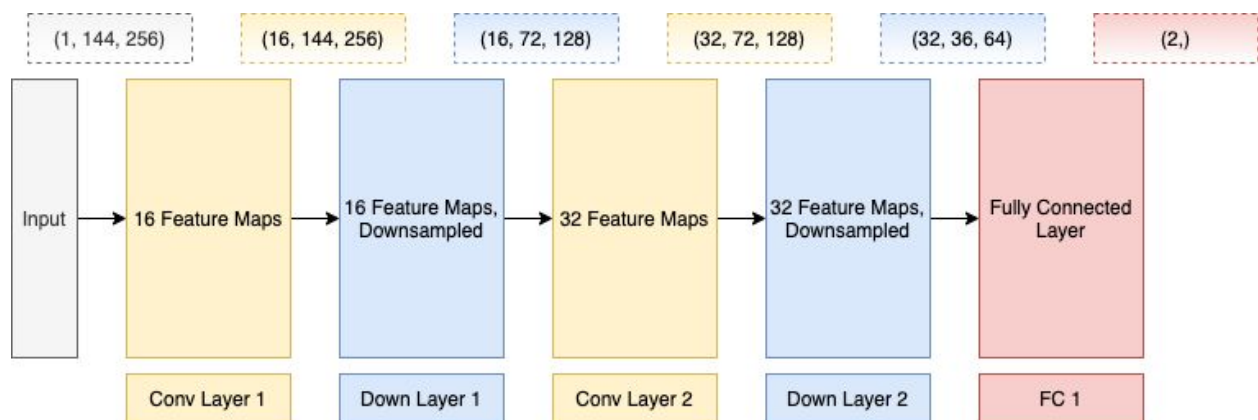 (1, 144, 256)
(16, 144, 256)
(16, 72, 128)
(32, 72, 128)
(32, 36, 64)
(2,)
Input
16 Feature Maps
16 Feature Maps,
Downsampled
32 Feature Maps
32 Feature Maps,
Downsampled
Fully Connected
Layer
Conv Layer 1
Down Layer 1
Conv Layer 2
Down Layer 2
FC 1